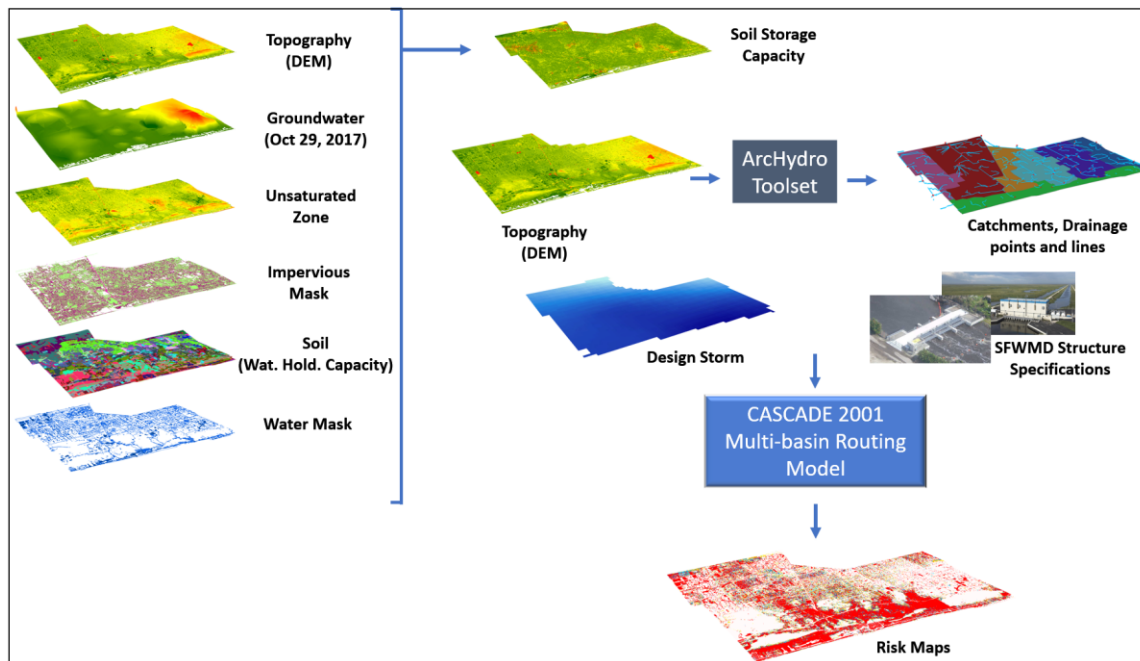 Topography
(DEM)
Groundwater
(Oct 29, 2017)
Unsaturated
Zone
Impervious
Mask
Soil
(Wat. Hold. Capacity)
Water Mask
Soil Storage
Capacity
Topography
(DEM)
ArcHydro
Toolset
Catchments, Drainage
points and lines
Design Storm
SFWMD Structure
Specifications
CASCADE 2001
Multi-basin Routing
Model
Risk Maps